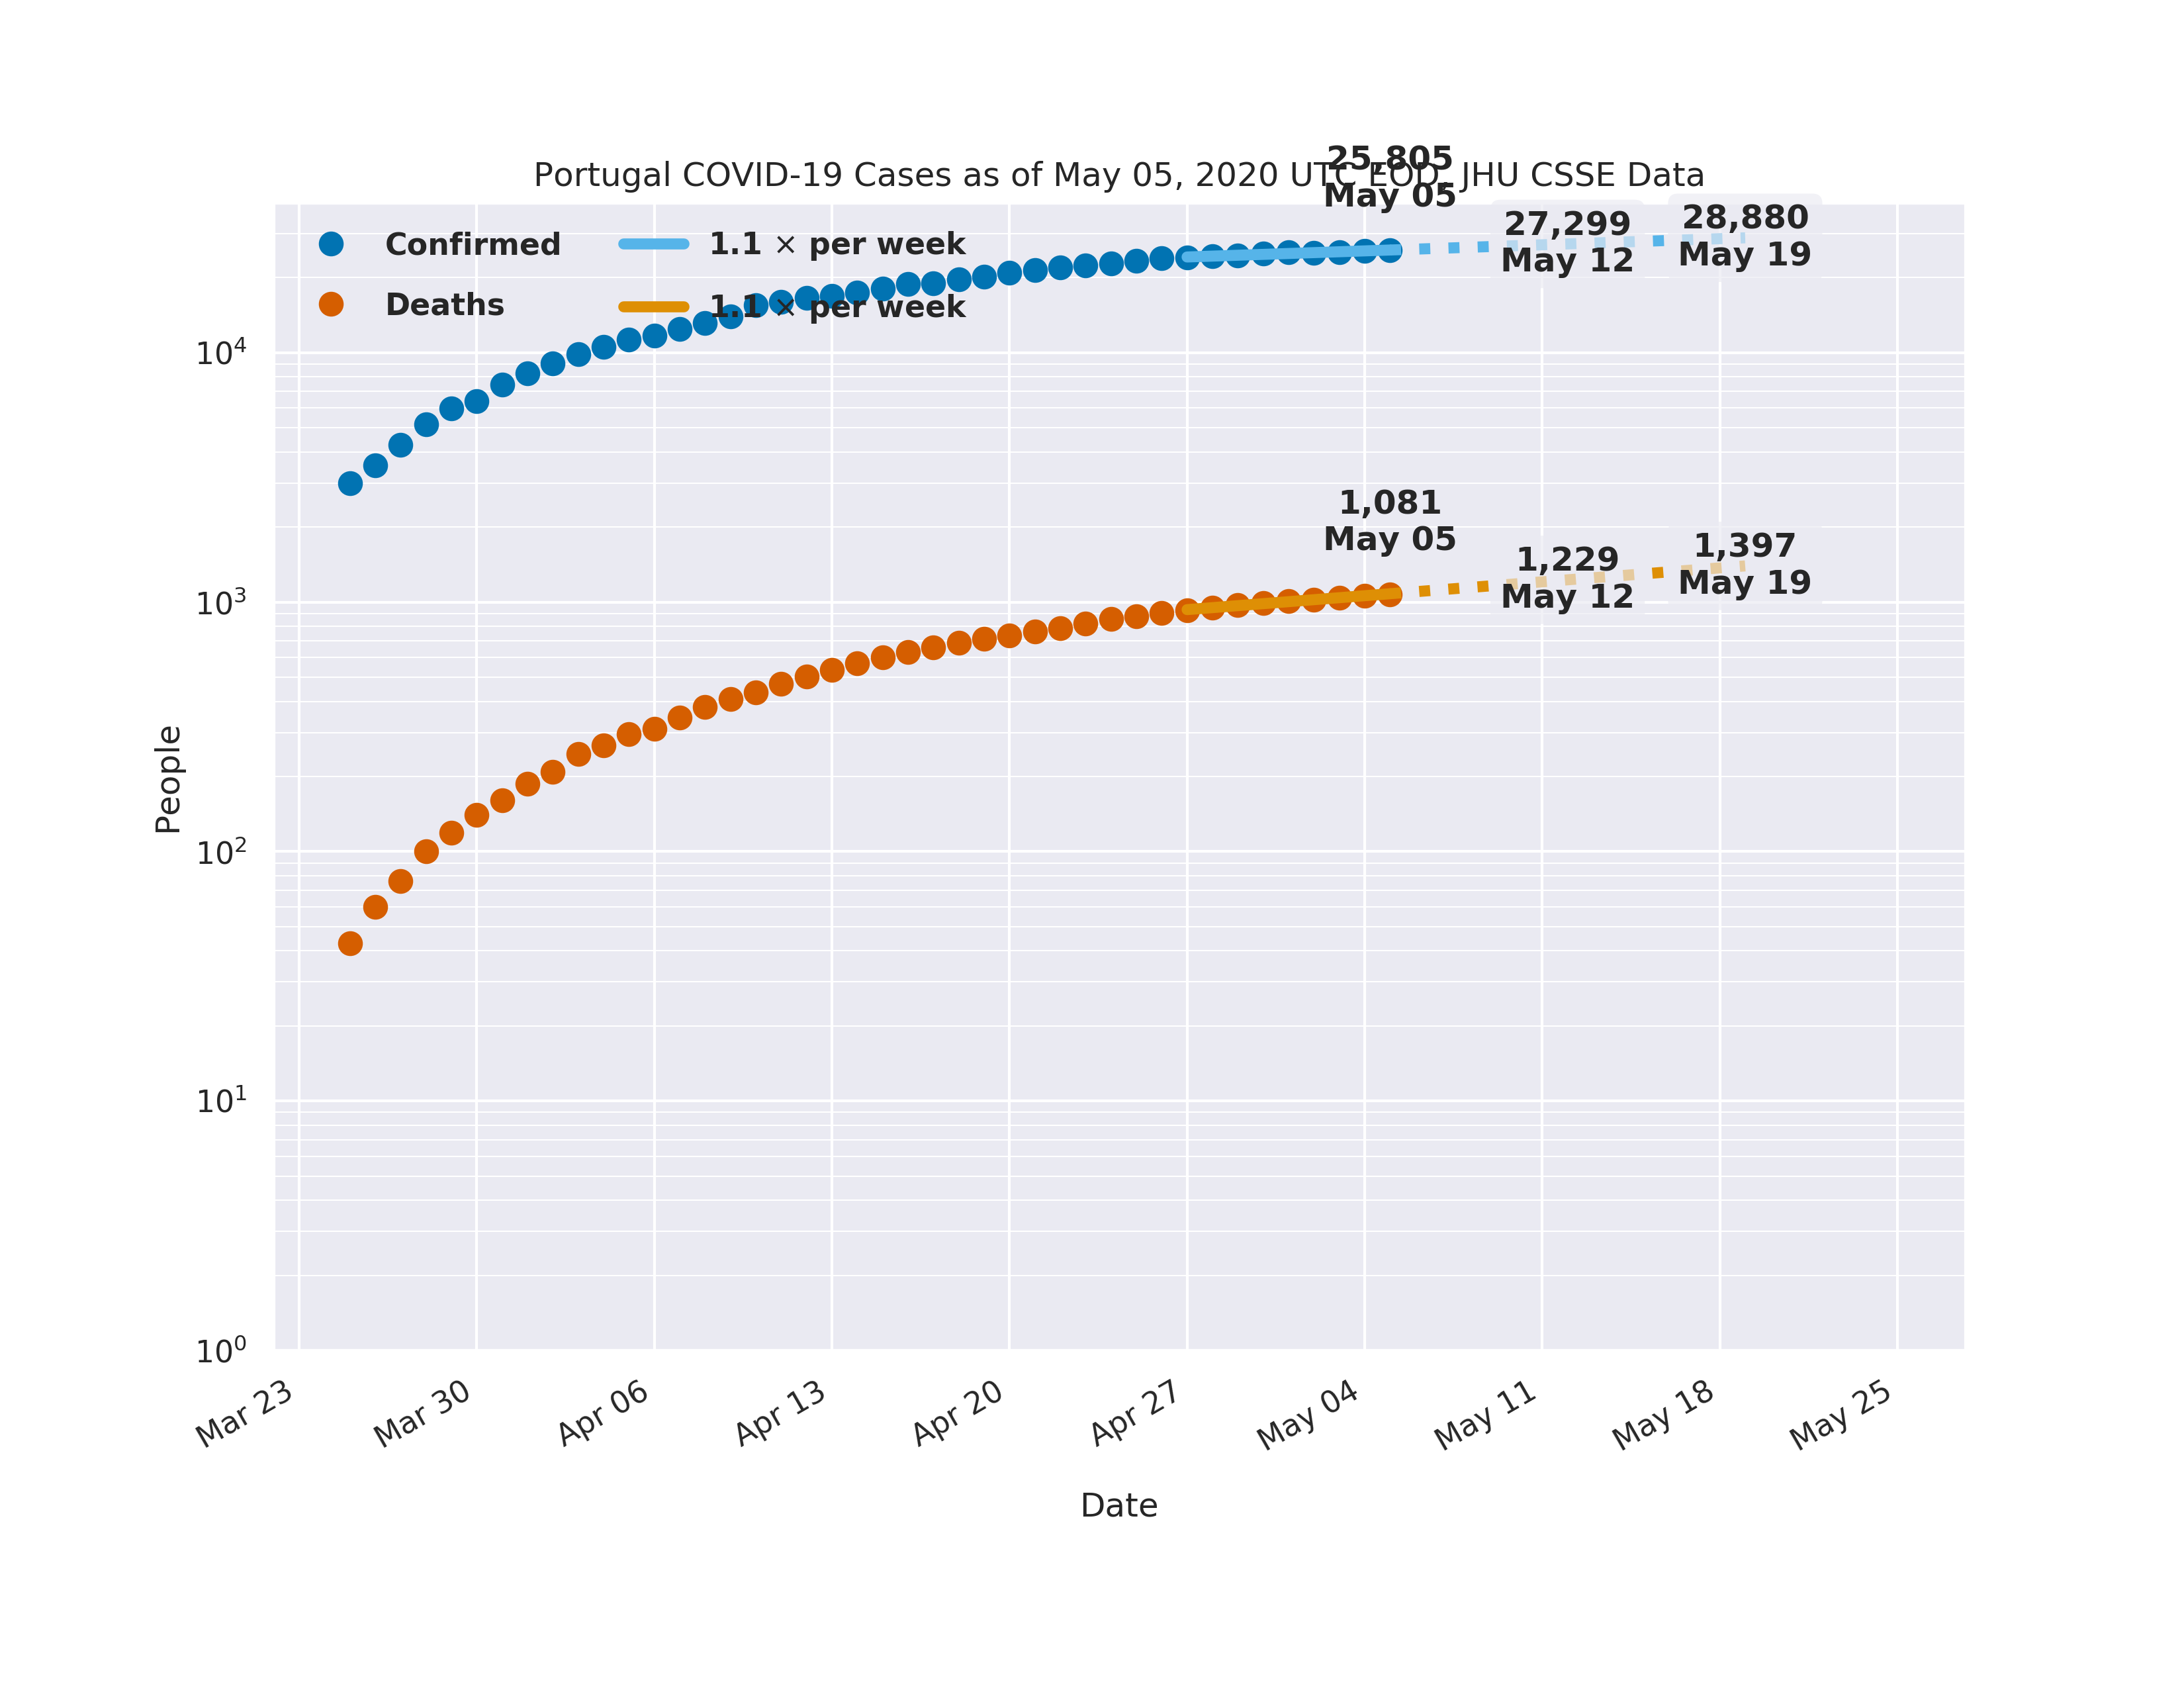 Portugal COVID-19 Cases as of May 05, 2020 UTC EOD, JHU CSSE Data
25,805
May 05
27,299
May 12
28,880
May 19
Confirmed
1.1 × per week
Deaths
1.1 × per week
1,081
May 05
1,229
May 12
1,397
May 19
People
10⁴
10³
10²
10¹
10⁰
Mar 23
Mar 30
Apr 06
Apr 13
Apr 20
Apr 27
May 04
May 11
May 18
May 25
Date